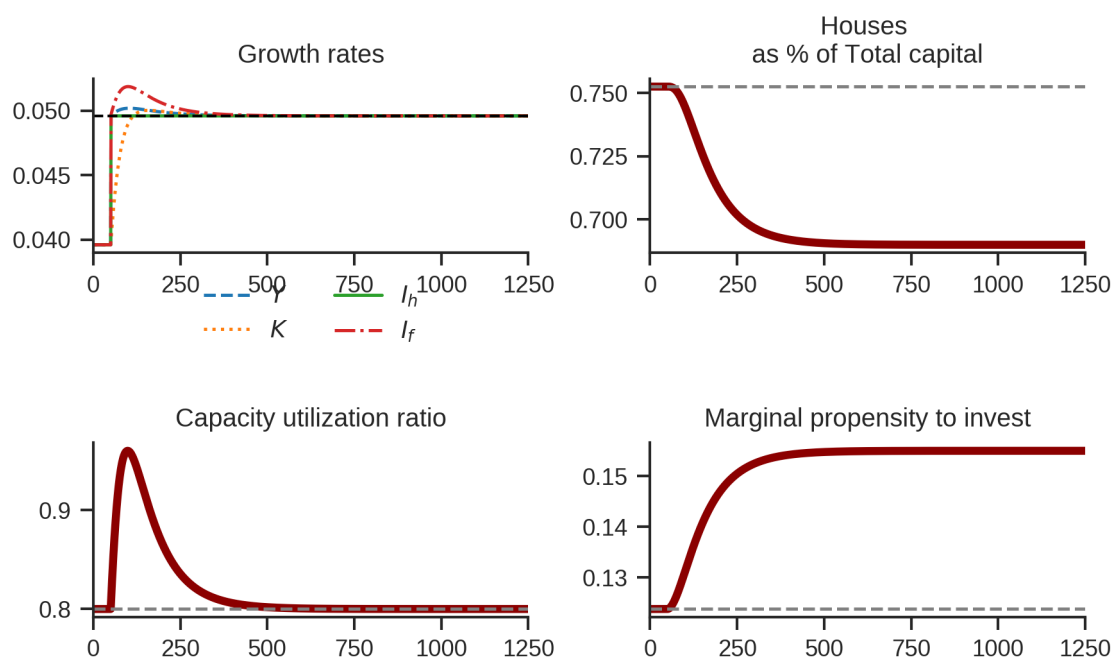 Growth rates
0.050
0.045
0.040
0 250 500 750 1000 1250
Y I_h
K I_f
Houses
as % of Total capital
0.750
0.725
0.700
0 250 500 750 1000 1250
Capacity utilization ratio
0.9
0.8
0 250 500 750 1000 1250
Marginal propensity to invest
0.15
0.14
0.13
0 250 500 750 1000 1250